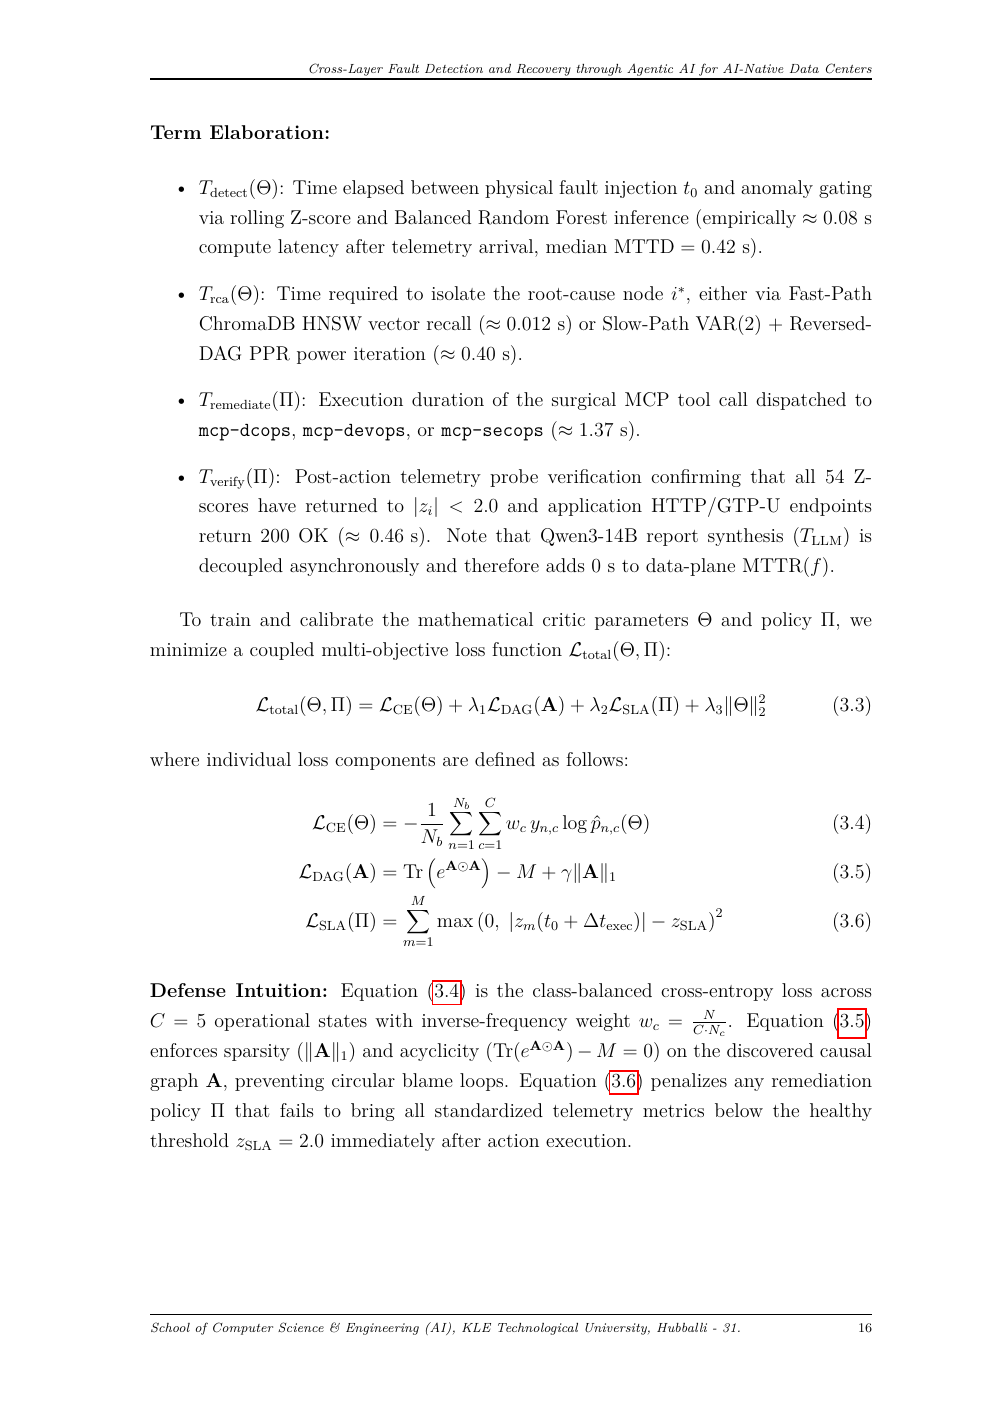 Cross-Layer Fault Detection and Recovery through Agentic AI for AI-Native Data Centers
Term Elaboration:
• T_detect(Θ): Time elapsed between physical fault injection t_0 and anomaly gating
via rolling Z-score and Balanced Random Forest inference (empirically ≈ 0.08 s
compute latency after telemetry arrival, median MTTD = 0.42 s).
• T_rca(Θ): Time required to isolate the root-cause node i*, either via Fast-Path
ChromaDB HNSW vector recall (≈ 0.012 s) or Slow-Path VAR(2) + Reversed-
DAG PPR power iteration (≈ 0.40 s).
• T_remediate(Π): Execution duration of the surgical MCP tool call dispatched to
mcp-dcops, mcp-devops, or mcp-secops (≈ 1.37 s).
• T_verify(Π): Post-action telemetry probe verification confirming that all 54 Z-
scores have returned to |z_i| < 2.0 and application HTTP/GTP-U endpoints
return 200 OK (≈ 0.46 s). Note that Qwen3-14B report synthesis (T_LLM) is
decoupled asynchronously and therefore adds 0 s to data-plane MTTR(f).
To train and calibrate the mathematical critic parameters Θ and policy Π, we
minimize a coupled multi-objective loss function ℒ_total(Θ, Π):
ℒ_total(Θ, Π) = ℒ_CE(Θ) + λ_1ℒ_DAG(A) + λ_2ℒ_SLA(Π) + λ_3‖Θ‖_2^2 (3.3)
where individual loss components are defined as follows:
ℒ_CE(Θ) = −\frac{1}{N_b} \sum_{n=1}^{N_b} \sum_{c=1}^{C} w_c y_{n,c} log p̂_{n,c}(Θ) (3.4)
ℒ_DAG(A) = Tr(e^{A⊙A}) − M + γ‖A‖_1 (3.5)
ℒ_SLA(Π) = \sum_{m=1}^{M} max(0, |z_m(t_0 + Δt_exec)| − z_SLA)^2 (3.6)
Defense Intuition: Equation (3.4) is the class-balanced cross-entropy loss across
C = 5 operational states with inverse-frequency weight w_c = \frac{N}{C·N_c}. Equation (3.5)
enforces sparsity (‖A‖_1) and acyclicity (Tr(e^{A⊙A}) − M = 0) on the discovered causal
graph A, preventing circular blame loops. Equation (3.6) penalizes any remediation
policy Π that fails to bring all standardized telemetry metrics below the healthy
threshold z_SLA = 2.0 immediately after action execution.
School of Computer Science & Engineering (AI), KLE Technological University, Hubballi - 31. 16